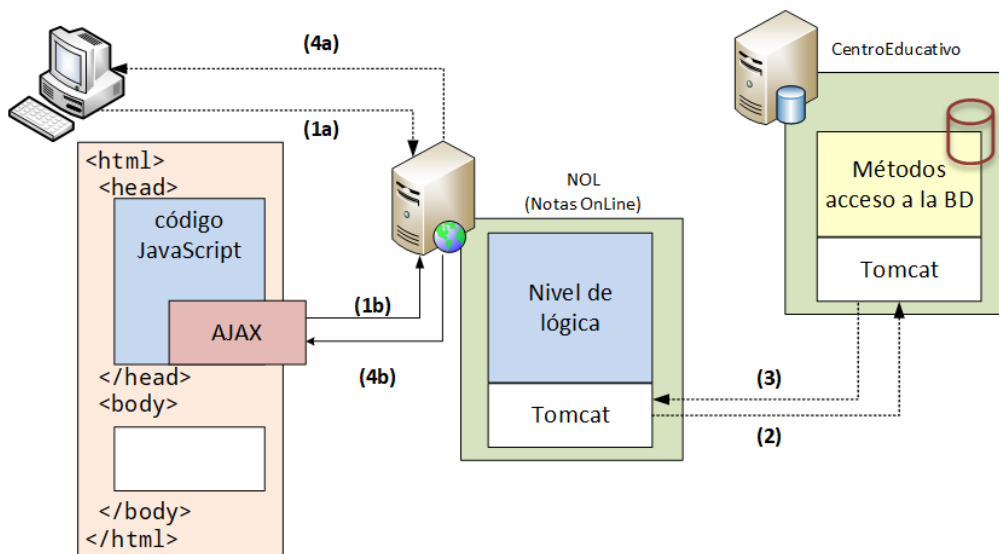 (4a)
(1a)
<html>
<head>
código
JavaScript
AJAX
</head>
<body>
</body>
</html>
(1b)
(4b)
NOL
(Notas OnLine)
Nivel de
lógica
Tomcat
(3)
(2)
CentroEducativo
Métodos
acceso a la BD
Tomcat